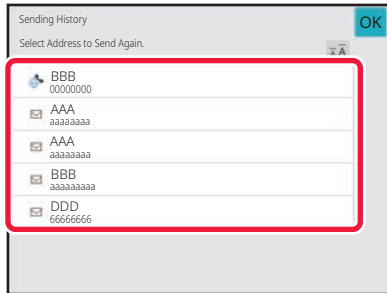 Sending History
OK
Select Address to Send Again.
A A
BBB
00000000
AAA
aaaaaaaa
AAA
aaaaaaaa
BBB
aaaaaaaaa
DDD
66666666